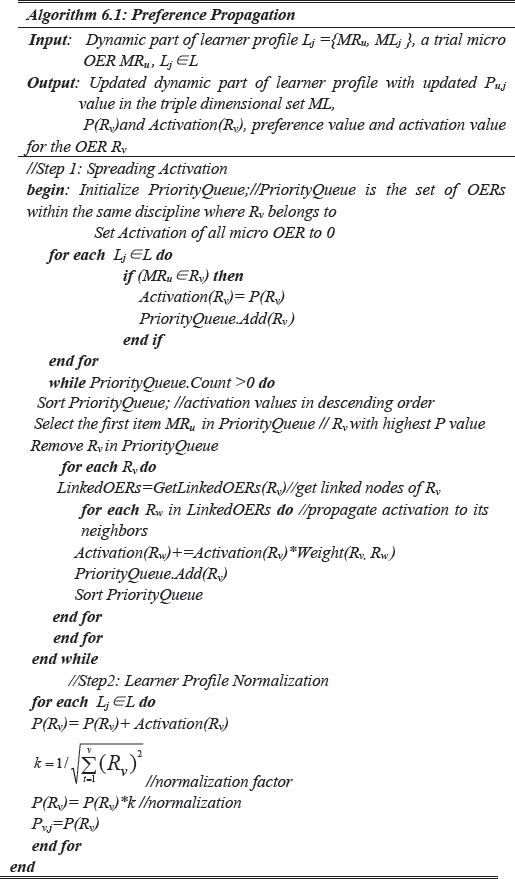 Algorithm 6.1: Preference Propagation
Input: Dynamic part of learner profile Lj ={MRu, MLj }, a trial micro
OER MRu, Lj∈L
Output: Updated dynamic part of learner profile with updated Pu,j
value in the triple dimensional set ML,
P(Rv)and Activation(Rv), preference value and activation value
for the OER Rv
//Step 1: Spreading Activation
begin: Initialize PriorityQueue;//PriorityQueue is the set of OERs
within the same discipline where Rv belongs to
Set Activation of all micro OER to 0
for each Lj∈L do
if (MRu∈Rv) then
Activation(Rv)= P(Rv)
PriorityQueue.Add(Rv)
end if
end for
while PriorityQueue.Count >0 do
Sort PriorityQueue; //activation values in descending order
Select the first item MRu in PriorityQueue // Rv with highest P value
Remove Rv in PriorityQueue
for each Rv do
LinkedOERs=GetLinkedOERs(Rv)//get linked nodes of Rv
for each Rw in LinkedOERs do //propagate activation to its
neighbors
Activation(Rw)+=Activation(Rv)*Weight(Rv, Rw)
PriorityQueue.Add(Rv)
Sort PriorityQueue
end for
end for
end while
//Step2: Learner Profile Normalization
for each Lj∈L do
P(Rv)= P(Rv)+ Activation(Rv)
k =1/√∑_{t=1}^{v}(Rv)^2 //normalization factor
P(Rv)= P(Rv)*k //normalization
Pv,j=P(Rv)
end for
end